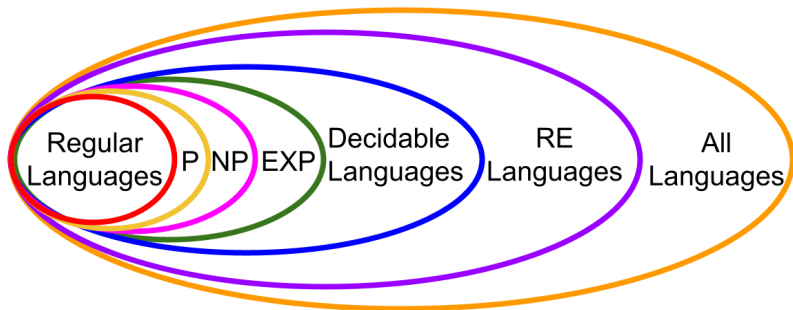 Regular
Languages
P
NP
EXP
Decidable
Languages
RE
Languages
All
Languages